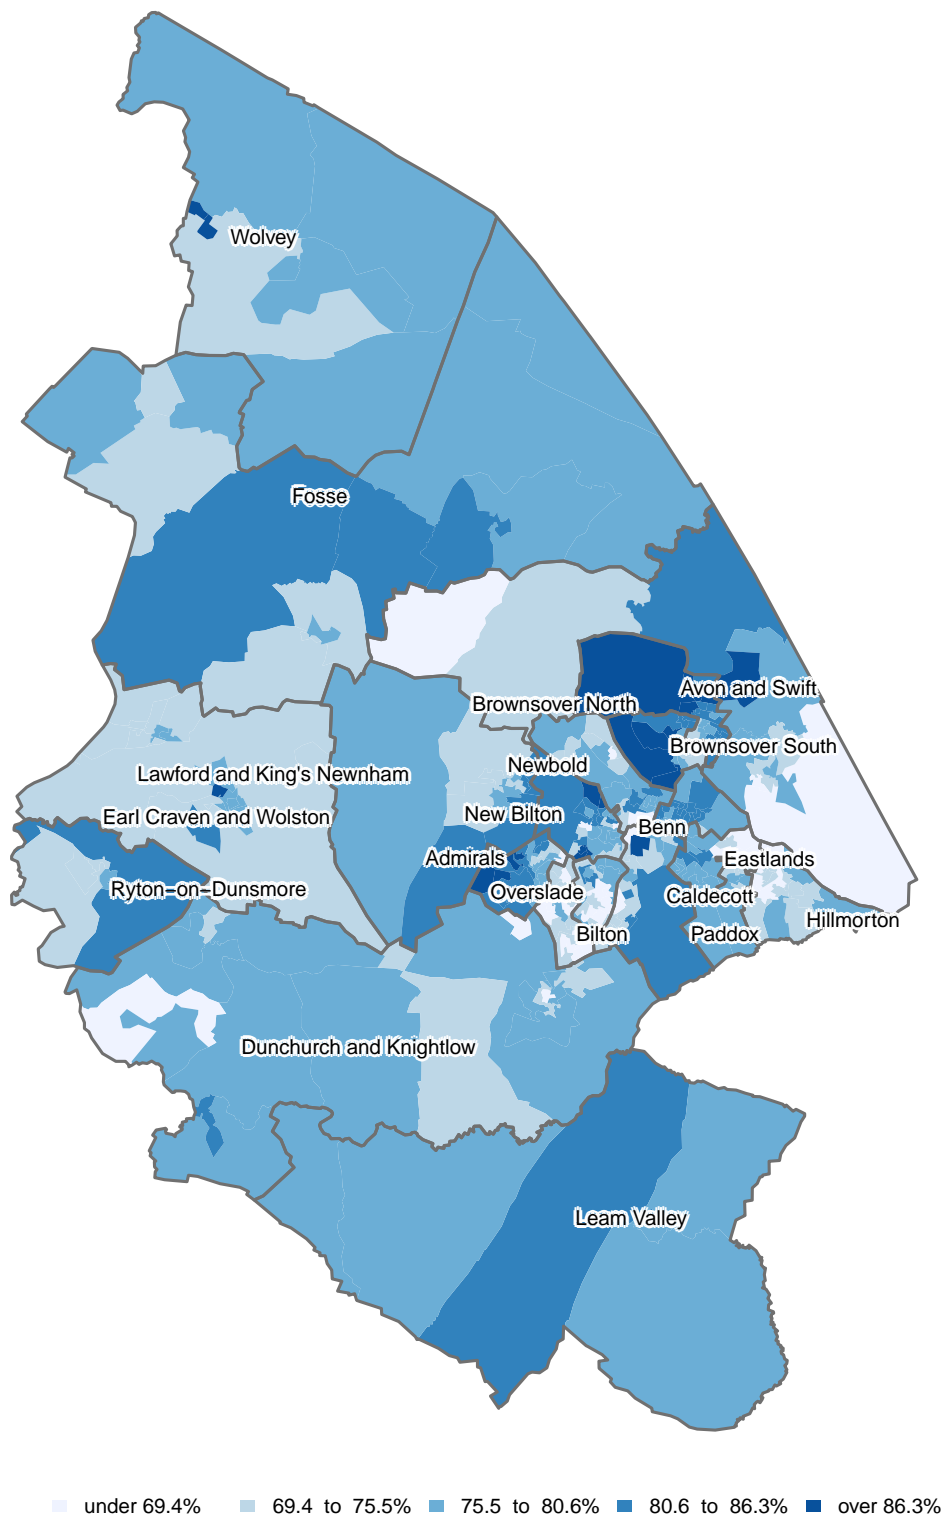 Wolvey
Fosse
Avon and Swift
Brownsover North
Brownsover South
Newbold
Lawford and King's Newnham
New Bilton
Earl Craven and Wolston
Benn
Admirals
Eastlands
Ryton-on-Dunsmore
Overslade
Caldecott
Hillmorton
Bilton
Paddox
Dunchurch and Knightlow
Leam Valley
under 69.4% 69.4 to 75.5% 75.5 to 80.6% 80.6 to 86.3% over 86.3%